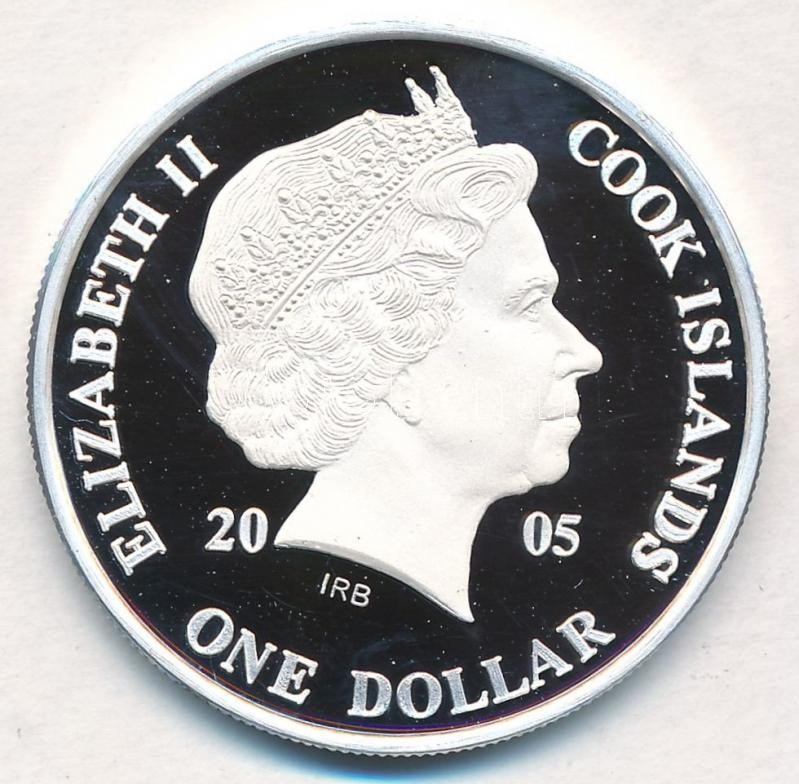 ELIZABETH II
COOK ISLANDS
20 05
IRB
ONE DOLLAR